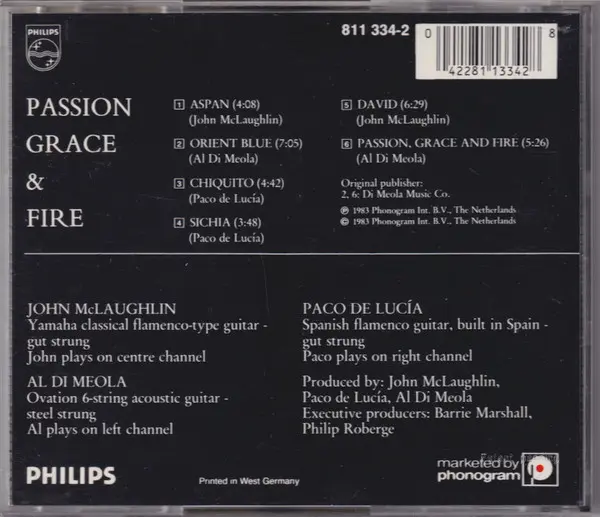 PHILIPS
811 334-2
0
8
42281 13342
PASSION
GRACE
&
FIRE
1 ASPAN (4:08)
(John McLaughlin)
2 ORIENT BLUE (7:05)
(Al Di Meola)
3 CHIQUITO (4:42)
(Paco de Lucía)
4 SICHIA (3:48)
(Paco de Lucía)
5 DAVID (6:29)
(John McLaughlin)
6 PASSION, GRACE AND FIRE (5:26)
(Al Di Meola)
Original publisher:
2, 6: Di Meola Music Co.
℗ 1983 Phonogram Int. B.V., The Netherlands
© 1983 Phonogram Int. B.V., The Netherlands
JOHN McLAUGHLIN
Yamaha classical flamenco-type guitar -
gut strung
John plays on centre channel
AL DI MEOLA
Ovation 6-string acoustic guitar -
steel strung
Al plays on left channel
PACO DE LUCÍA
Spanish flamenco guitar, built in Spain -
gut strung
Paco plays on right channel
Produced by: John McLaughlin,
Paco de Lucía, Al Di Meola
Executive producers: Barrie Marshall,
Philip Roberge
PHILIPS
Printed in West Germany
marketed by
phonogram